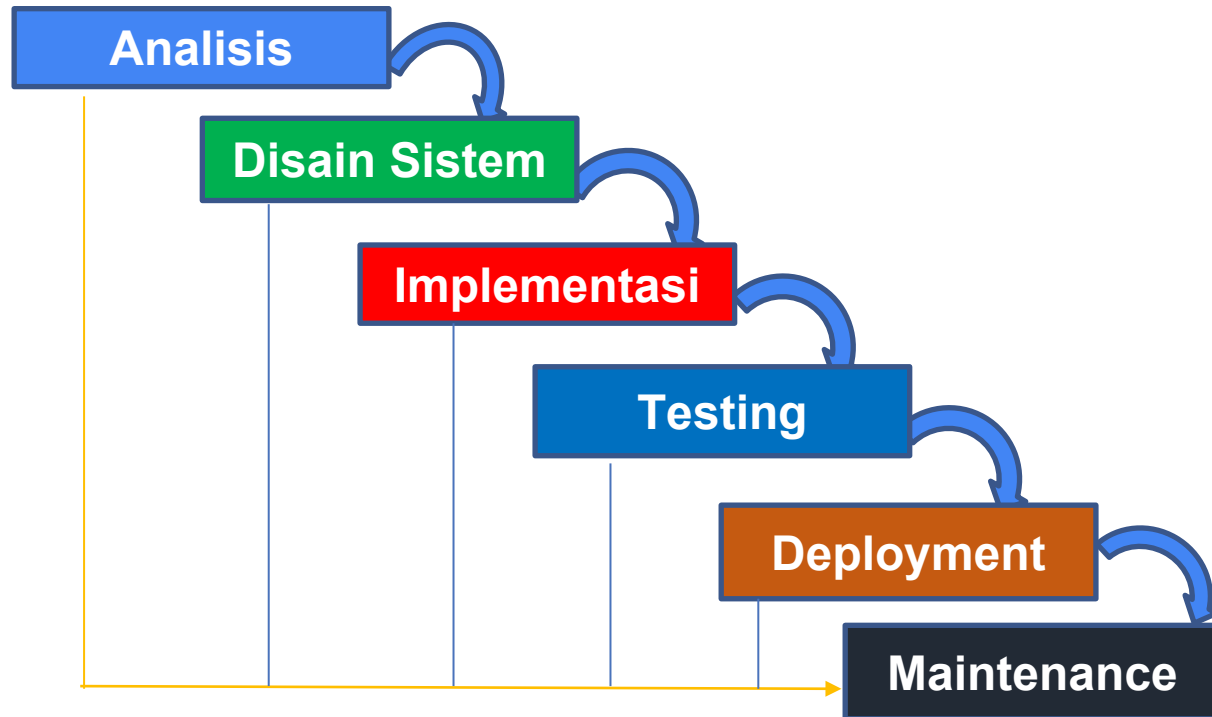 Analisis
Disain Sistem
Implementasi
Testing
Deployment
Maintenance